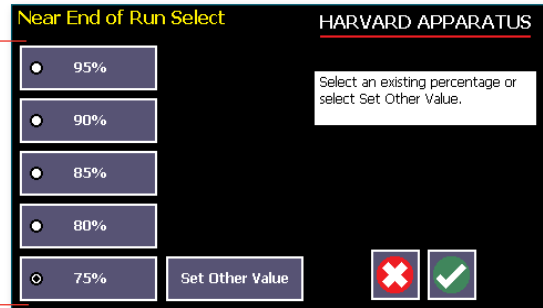 Near End of Run Select
HARVARD APPARATUS
95%
90%
85%
80%
75%
Set Other Value
Select an existing percentage or
select Set Other Value.